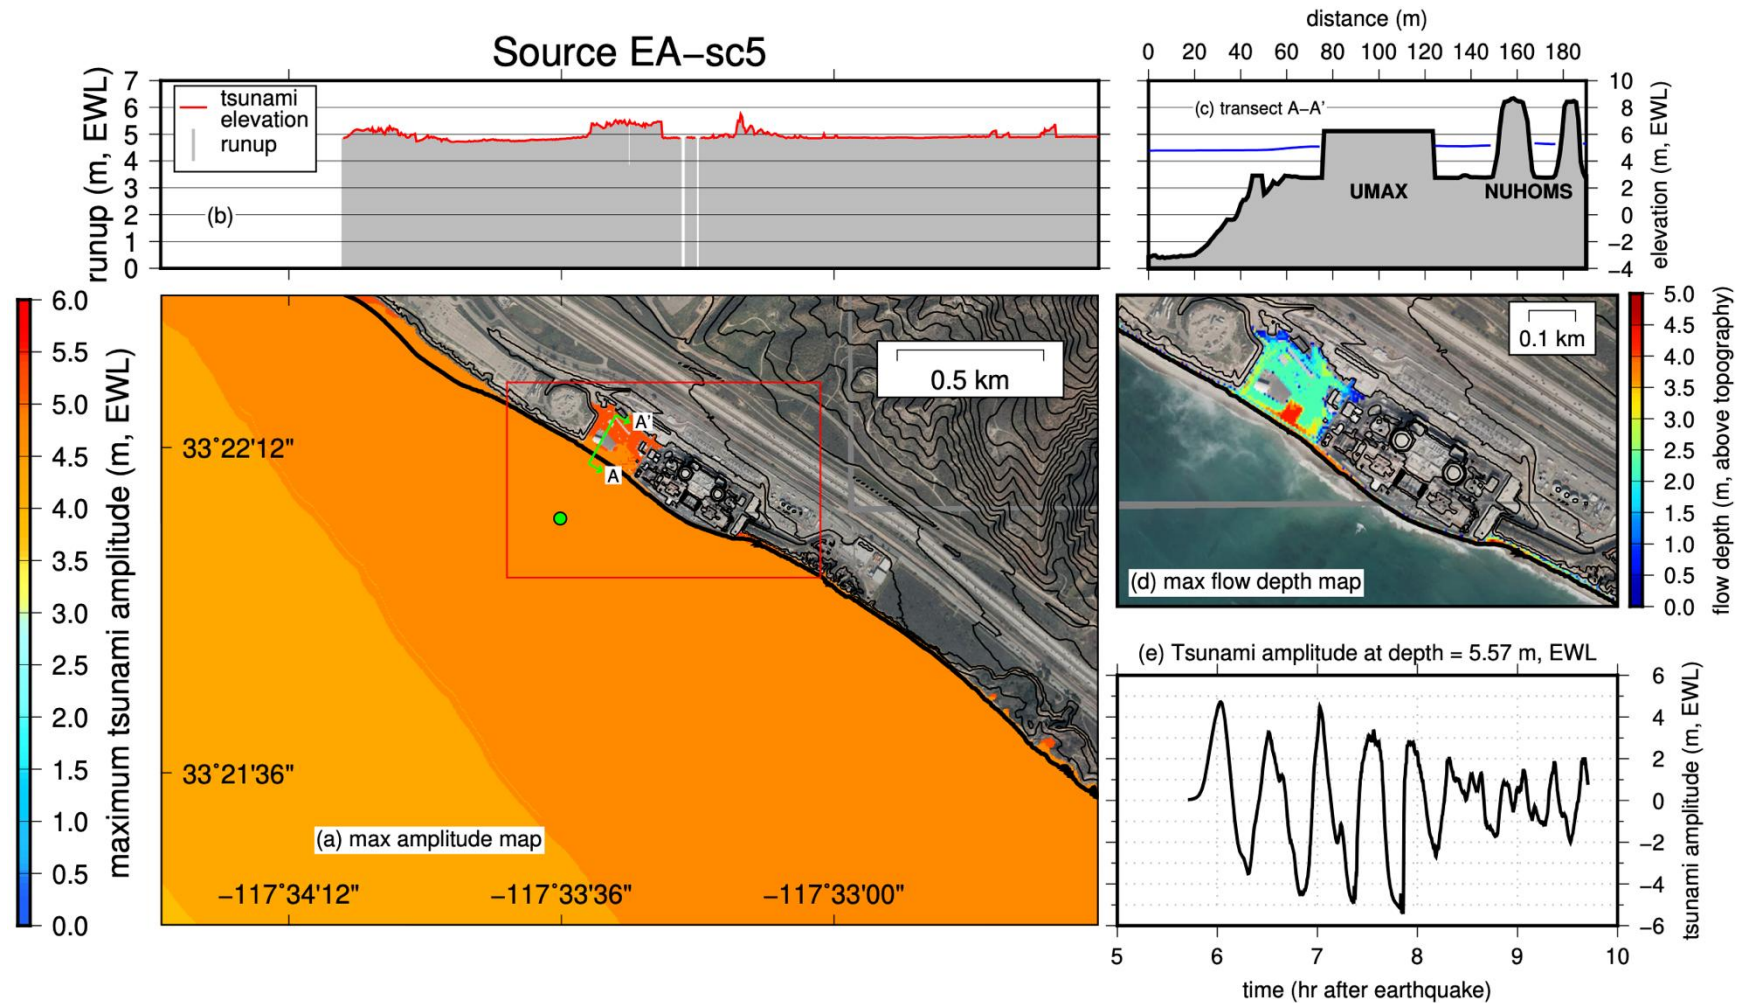 Source EA−sc5
7
6
5
4
3
2
1
0
runup (m, EWL)
tsunami
elevation
runup
(b)
distance (m)
0 20 40 60 80 100 120 140 160 180
(c) transect A−A'
UMAX
NUHOMS
10
8
6
4
2
0
−2
−4
elevation (m, EWL)
6.0
5.5
5.0
4.5
4.0
3.5
3.0
2.5
2.0
1.5
1.0
0.5
0.0
maximum tsunami amplitude (m, EWL)
0.5 km
A'
A
33˚22'12"
33˚21'36"
(a) max amplitude map
−117˚34'12"
−117˚33'36"
−117˚33'00"
0.1 km
(d) max flow depth map
5.0
4.5
4.0
3.5
3.0
2.5
2.0
1.5
1.0
0.5
0.0
flow depth (m, above topography)
(e) Tsunami amplitude at depth = 5.57 m, EWL
6
4
2
0
−2
−4
−6
tsunami amplitude (m, EWL)
5 6 7 8 9 10
time (hr after earthquake)